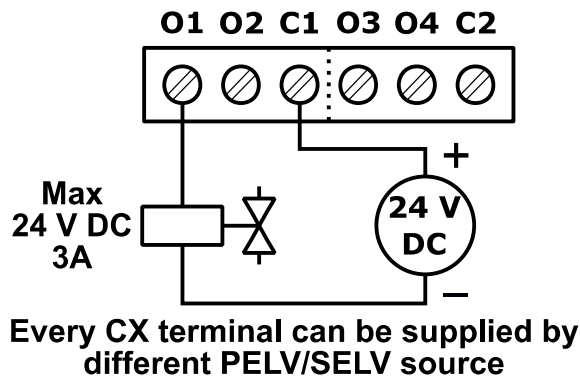 O1 O2 C1 O3 O4 C2
+
Max
24 V DC
3A
24 V
DC
−
Every CX terminal can be supplied by
different PELV/SELV source